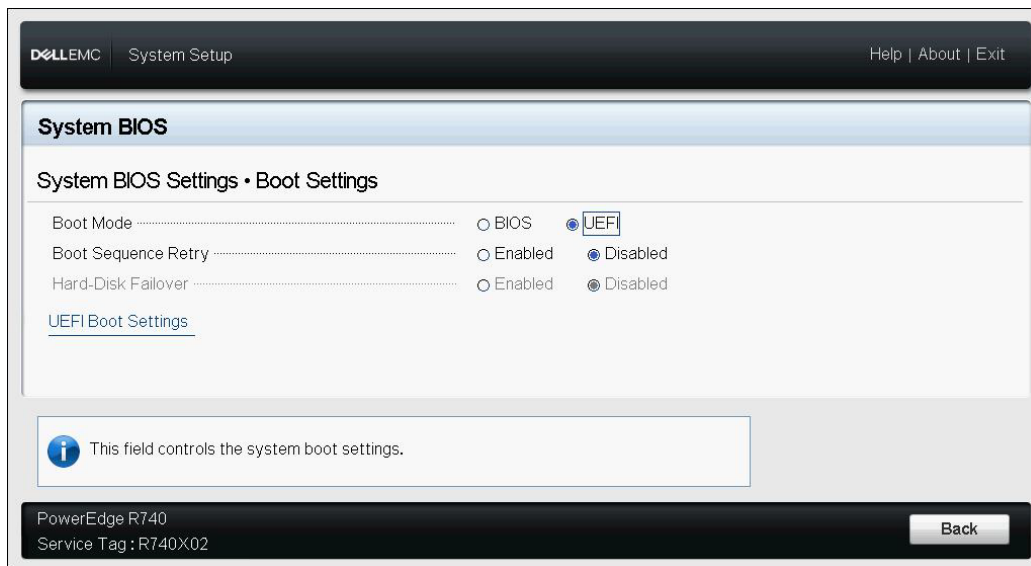 DELLEMC System Setup Help | About | Exit
System BIOS
System BIOS Settings • Boot Settings
Boot Mode BIOS UEFI
Boot Sequence Retry Enabled Disabled
Hard-Disk Failover Enabled Disabled
UEFI Boot Settings
This field controls the system boot settings.
PowerEdge R740
Service Tag : R740X02
Back